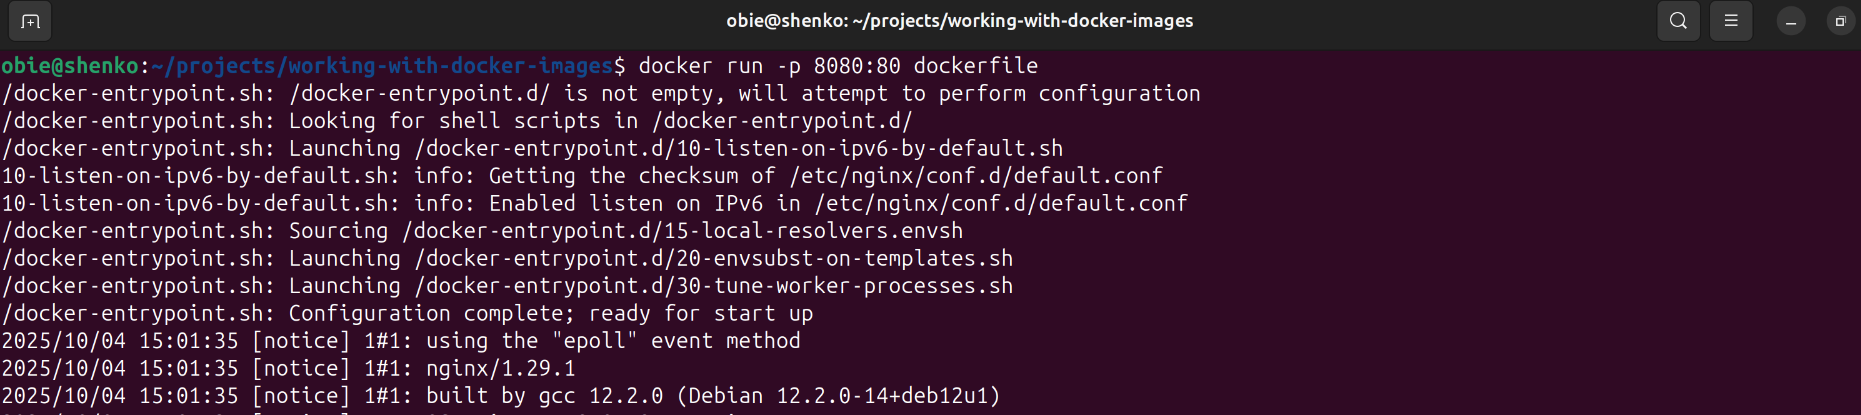 obie@shenko: ~/projects/working-with-docker-images
obie@shenko:~/projects/working-with-docker-images$ docker run -p 8080:80 dockerfile
/docker-entrypoint.sh: /docker-entrypoint.d/ is not empty, will attempt to perform configuration
/docker-entrypoint.sh: Looking for shell scripts in /docker-entrypoint.d/
/docker-entrypoint.sh: Launching /docker-entrypoint.d/10-listen-on-ipv6-by-default.sh
10-listen-on-ipv6-by-default.sh: info: Getting the checksum of /etc/nginx/conf.d/default.conf
10-listen-on-ipv6-by-default.sh: info: Enabled listen on IPv6 in /etc/nginx/conf.d/default.conf
/docker-entrypoint.sh: Sourcing /docker-entrypoint.d/15-local-resolvers.envsh
/docker-entrypoint.sh: Launching /docker-entrypoint.d/20-envsubst-on-templates.sh
/docker-entrypoint.sh: Launching /docker-entrypoint.d/30-tune-worker-processes.sh
/docker-entrypoint.sh: Configuration complete; ready for start up
2025/10/04 15:01:35 [notice] 1#1: using the "epoll" event method
2025/10/04 15:01:35 [notice] 1#1: nginx/1.29.1
2025/10/04 15:01:35 [notice] 1#1: built by gcc 12.2.0 (Debian 12.2.0-14+deb12u1)